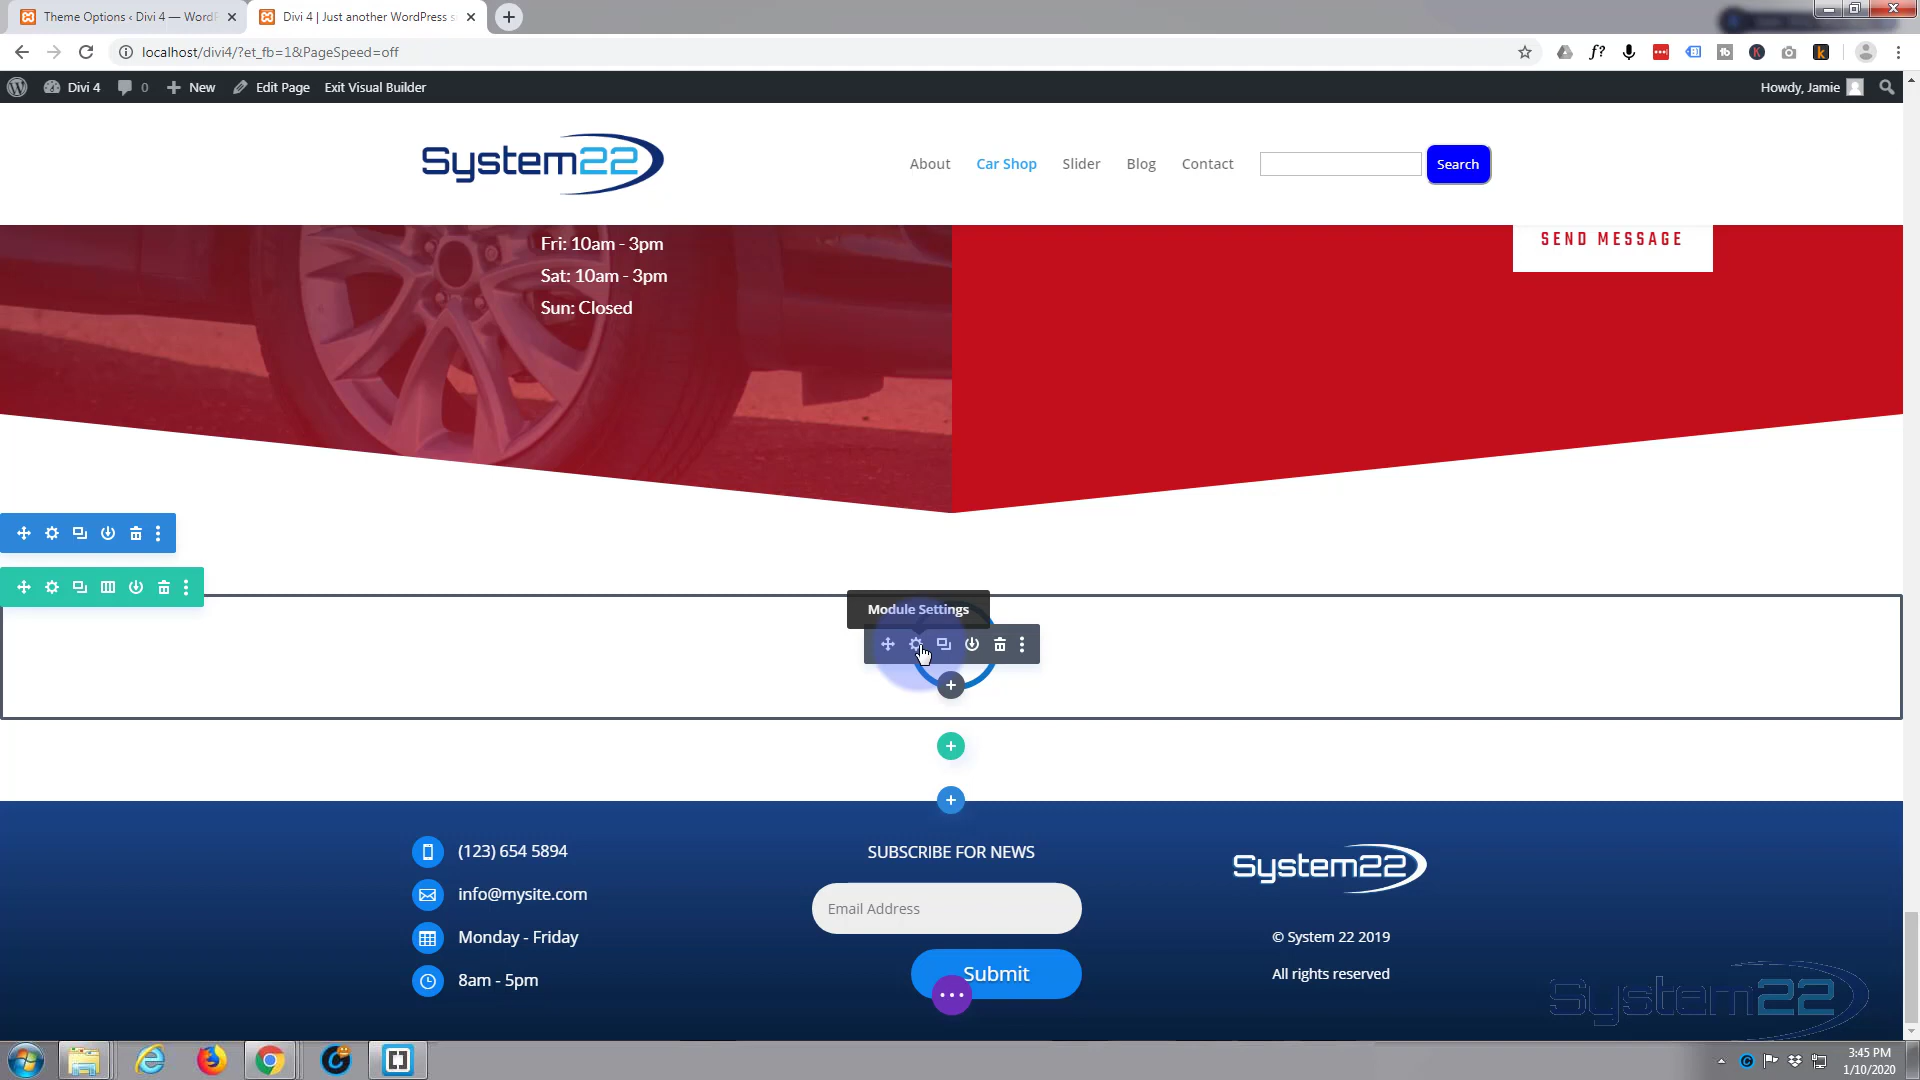 Theme Options ‹ Divi 4 — WordP
Divi 4 | Just another WordPress s
localhost/divi4/?et_fb=1&PageSpeed=off
f?
Divi 4
0
New
Edit Page
Exit Visual Builder
Howdy, Jamie
System22
About
Car Shop
Slider
Blog
Contact
Search
Fri: 10am - 3pm
Sat: 10am - 3pm
Sun: Closed
SEND MESSAGE
Module Settings
(123) 654 5894
info@mysite.com
Monday - Friday
8am - 5pm
SUBSCRIBE FOR NEWS
Email Address
Submit
System22
© System 22 2019
All rights reserved
System22
3:45 PM
1/10/2020